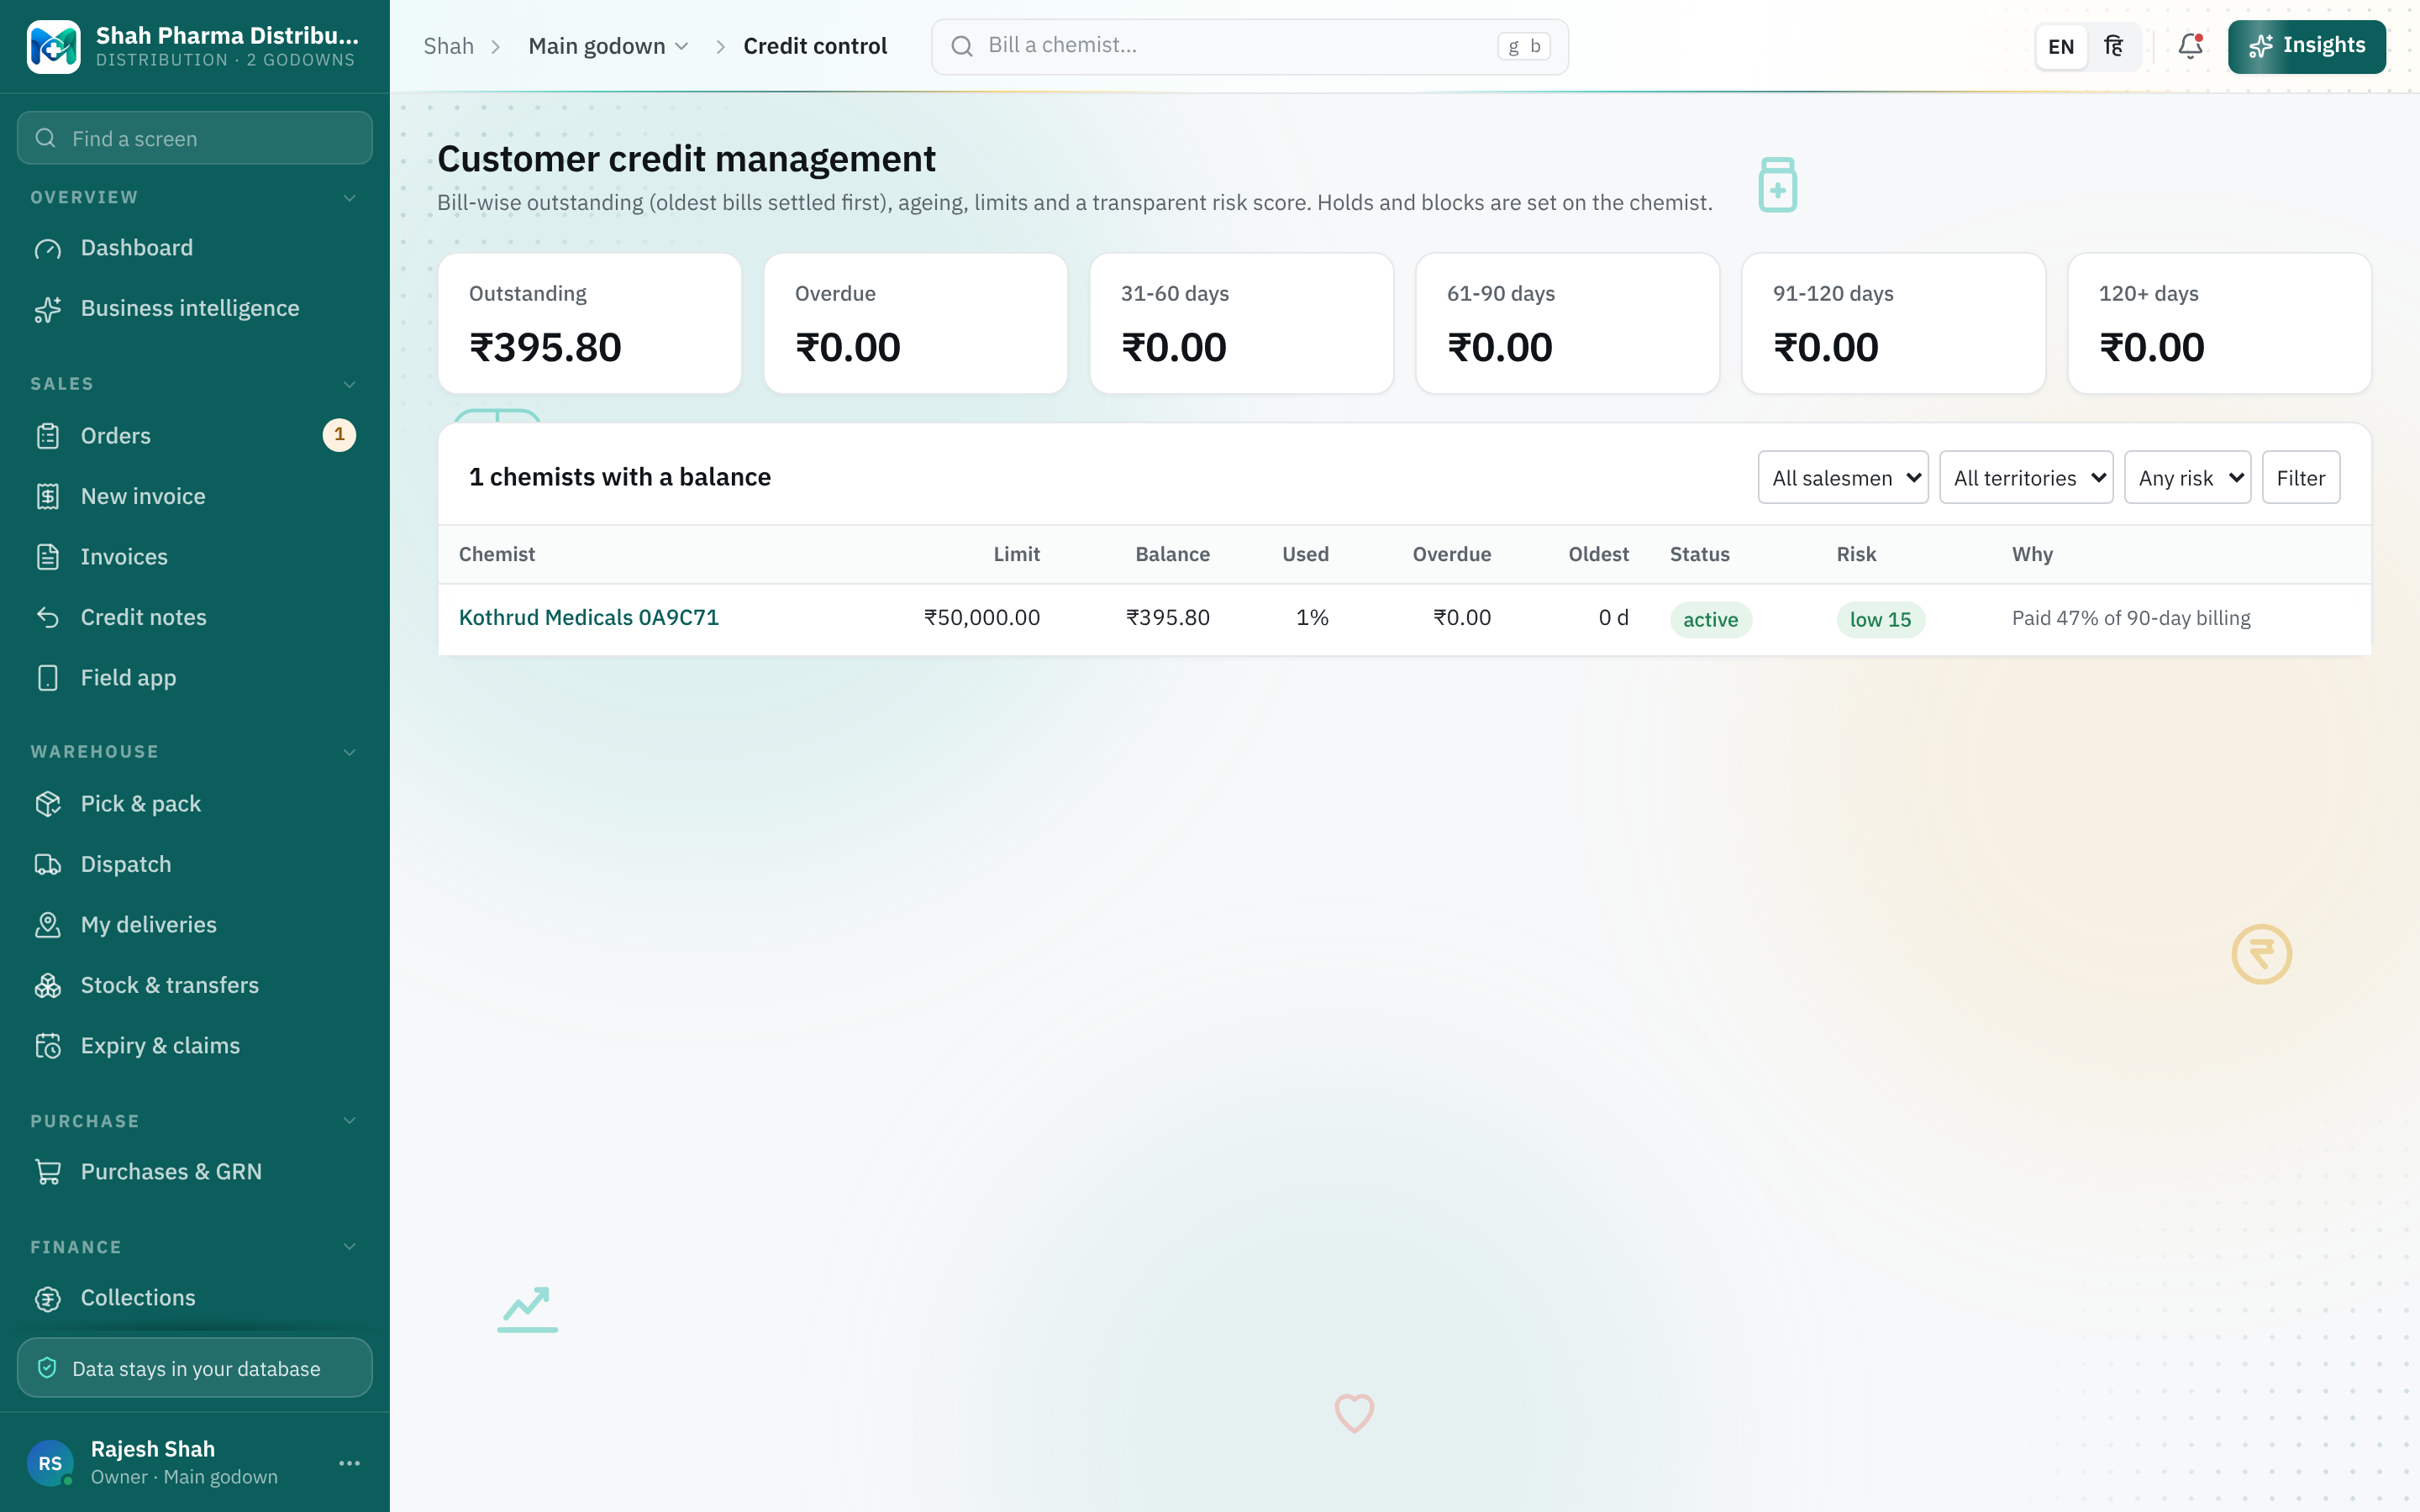 Shah Pharma Distribu...
DISTRIBUTION · 2 GODOWNS
Find a screen
OVERVIEW
Dashboard
Business intelligence
SALES
Orders 1
New invoice
Invoices
Credit notes
Field app
WAREHOUSE
Pick & pack
Dispatch
My deliveries
Stock & transfers
Expiry & claims
PURCHASE
Purchases & GRN
FINANCE
Collections
Data stays in your database
RS
Rajesh Shah
Owner · Main godown
Shah Main godown Credit control
Bill a chemist... g b
EN हि
Insights
Customer credit management
Bill-wise outstanding (oldest bills settled first), ageing, limits and a transparent risk score. Holds and blocks are set on the chemist.
Outstanding
₹395.80
Overdue
₹0.00
31-60 days
₹0.00
61-90 days
₹0.00
91-120 days
₹0.00
120+ days
₹0.00
1 chemists with a balance
All salesmen All territories Any risk Filter
Chemist Limit Balance Used Overdue Oldest Status Risk Why
Kothrud Medicals 0A9C71 ₹50,000.00 ₹395.80 1% ₹0.00 0 d active low 15 Paid 47% of 90-day billing